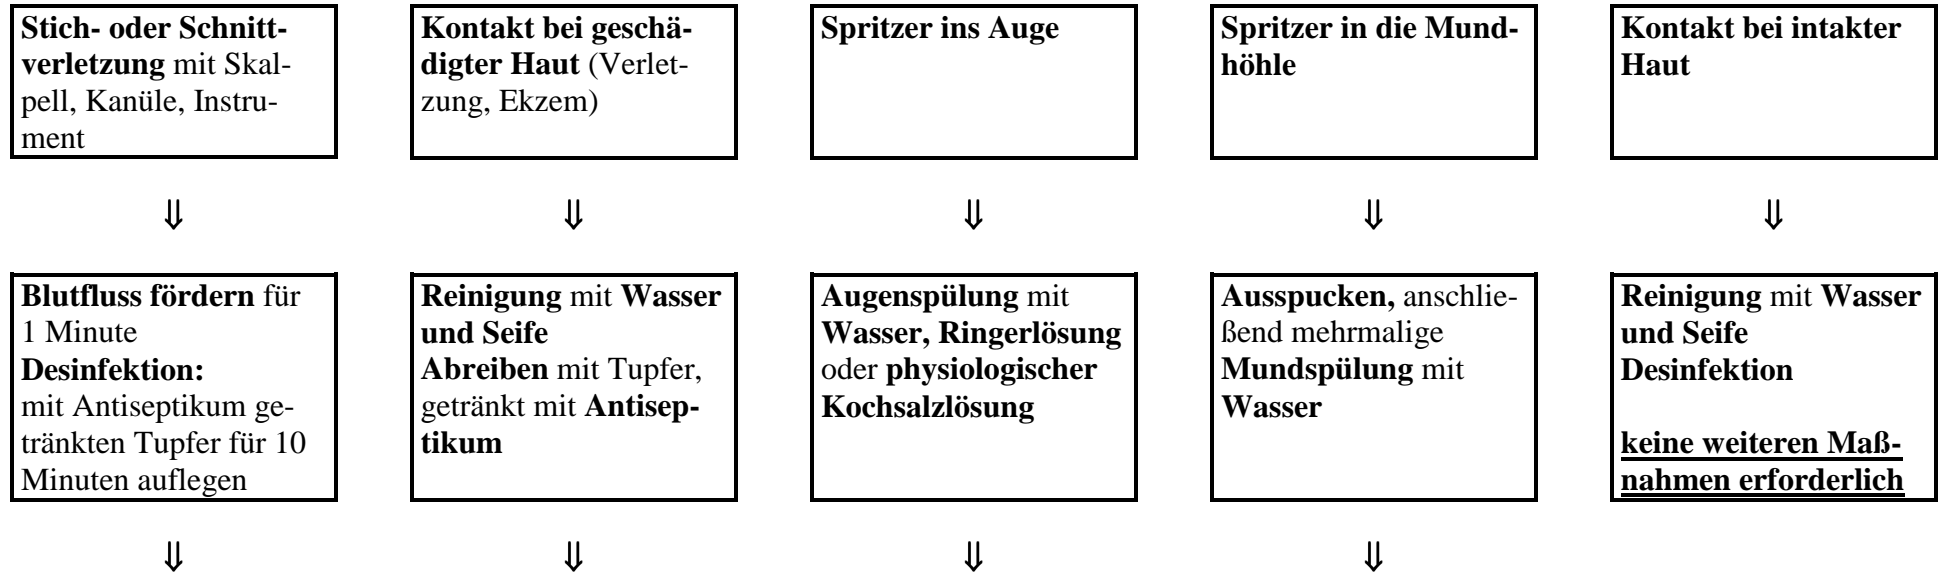 Stich- oder Schnitt-
verletzung mit Skal-
pell, Kanüle, Instru-
ment
Kontakt bei geschä-
digter Haut (Verlet-
zung, Ekzem)
Spritzer ins Auge
Spritzer in die Mund-
höhle
Kontakt bei intakter
Haut
⇓ ⇓ ⇓ ⇓ ⇓
Blutfluss fördern für
1 Minute
Desinfektion:
mit Antiseptikum ge-
tränkten Tupfer für 10
Minuten auflegen
Reinigung mit Wasser
und Seife
Abreiben mit Tupfer,
getränkt mit Antisep-
tikum
Augenspülung mit
Wasser, Ringerlösung
oder physiologischer
Kochsalzlösung
Ausspucken, anschlie-
ßend mehrmalige
Mundspülung mit
Wasser
Reinigung mit Wasser
und Seife
Desinfektion
keine weiteren Maß-
nahmen erforderlich
⇓ ⇓ ⇓ ⇓